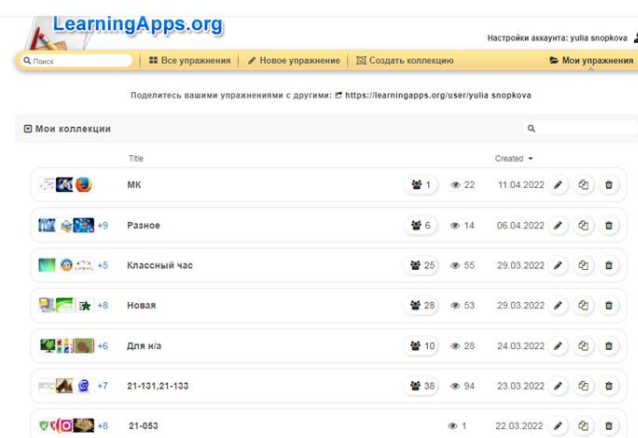 LearningApps.org
Настройки аккаунта: yulia snopkova
Поиск
Все упражнения
Новое упражнение
Создать коллекцию
Мои упражнения
Поделитесь вашими упражнениями с другими: https://learningapps.org/user/yulia snopkova
Мои коллекции
Title Created
МК 1 22 11.04.2022
+9 Разное 6 14 06.04.2022
+5 Классный час 25 55 29.03.2022
+8 Новая 28 53 29.03.2022
+6 Для н/а 10 28 24.03.2022
+7 21-131,21-133 38 94 23.03.2022
+8 21-053 1 22.03.2022